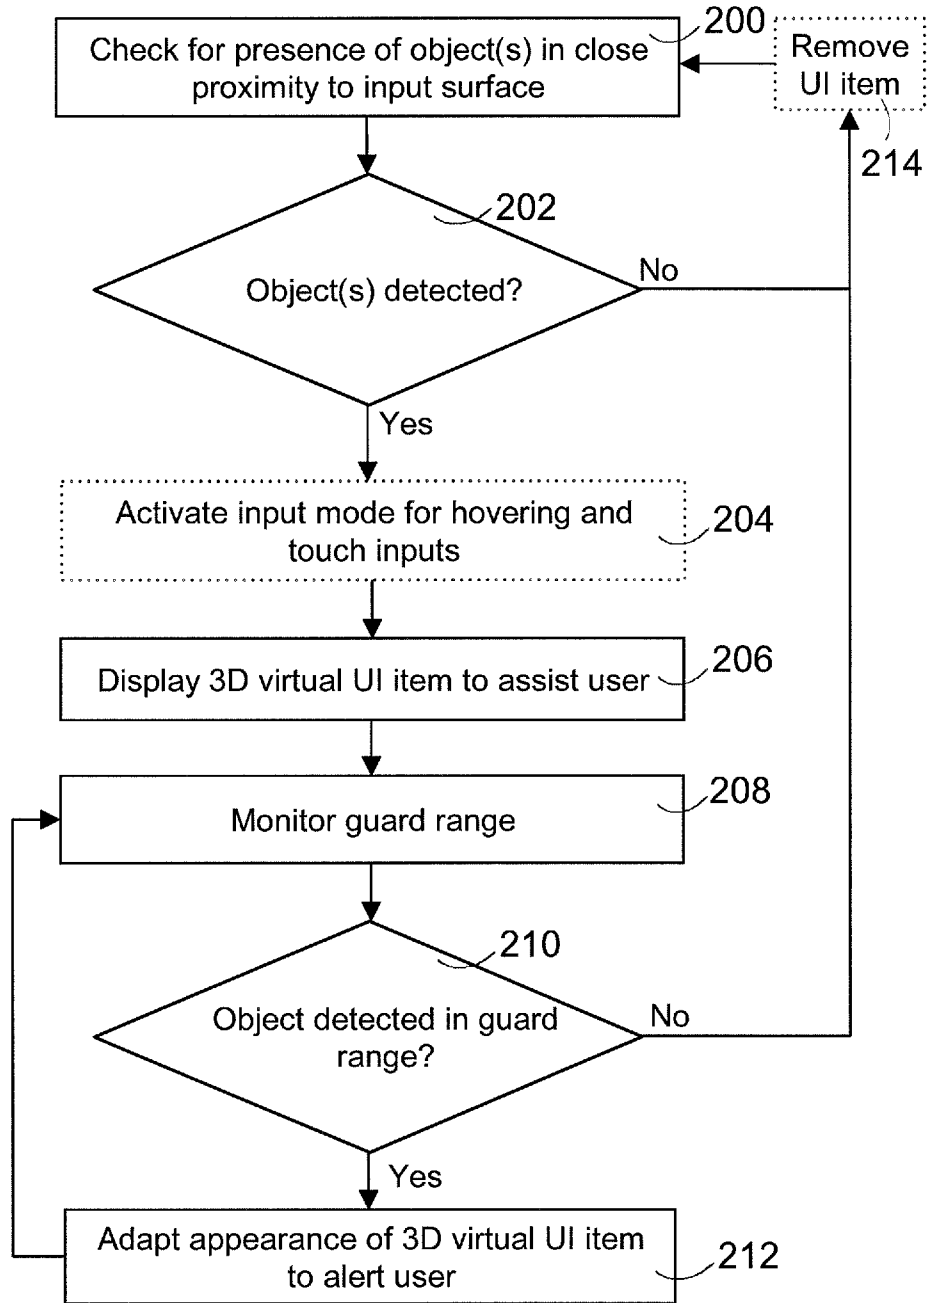 200
Check for presence of object(s) in close
proximity to input surface
Remove
UI item
214
202
Object(s) detected?
No
Yes
Activate input mode for hovering and
touch inputs
204
Display 3D virtual UI item to assist user
206
Monitor guard range
208
210
Object detected in guard
range?
No
Yes
Adapt appearance of 3D virtual UI item
to alert user
212